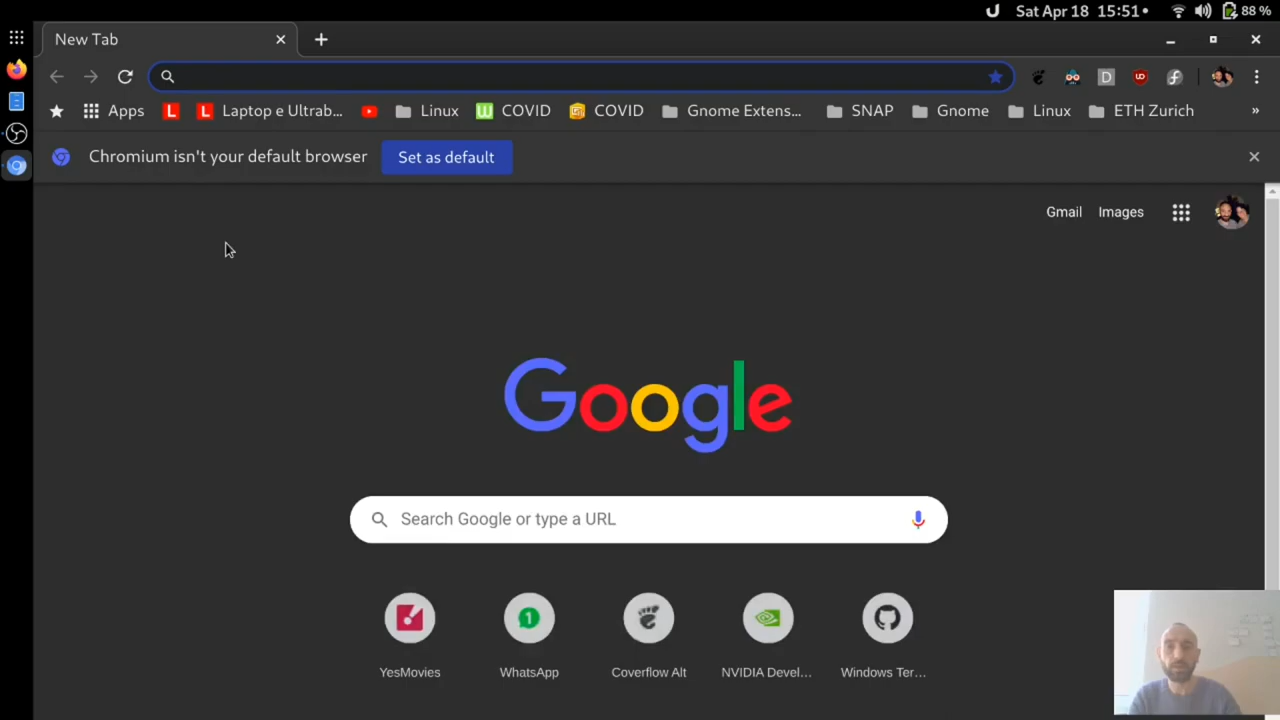 Sat Apr 18 15:51
88 %
New Tab
Apps
L
L
Laptop e Ultrab...
Linux
W
COVID
COVID
Gnome Extens...
SNAP
Gnome
Linux
ETH Zurich
»
D
UD
Chromium isn't your default browser
Set as default
Gmail
Images
Google
Search Google or type a URL
1
YesMovies
WhatsApp
Coverflow Alt
NVIDIA Devel...
Windows Ter...